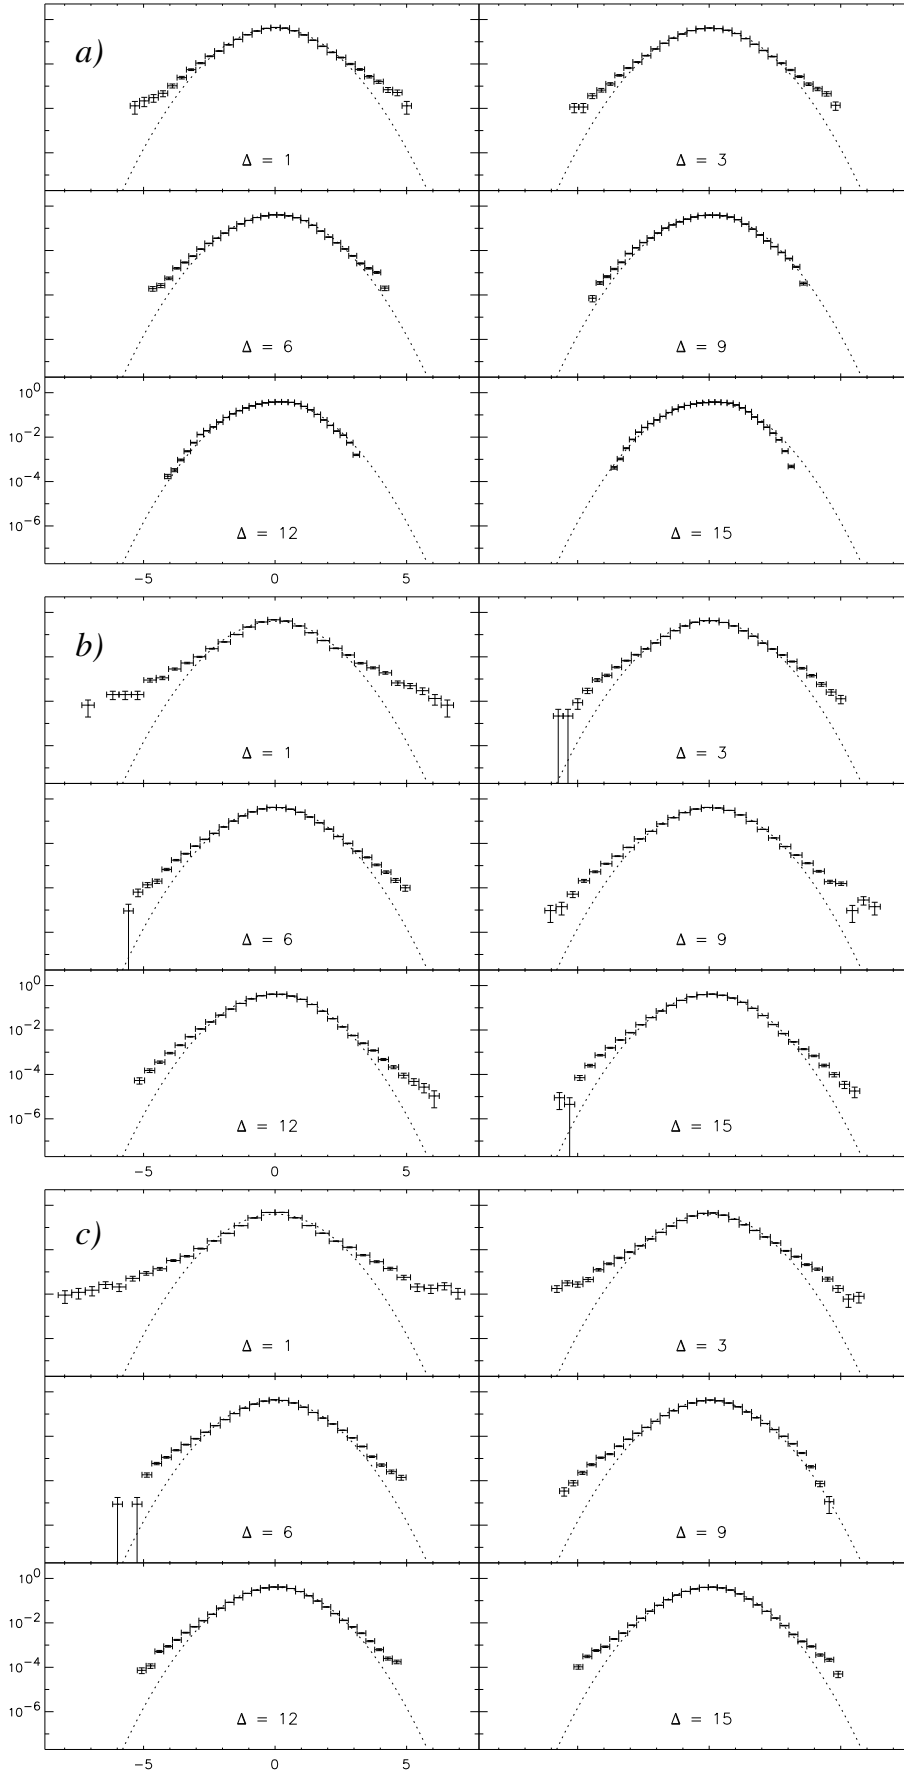 a)
Δ = 1
Δ = 3
Δ = 6
Δ = 9
10⁰
10⁻²
10⁻⁴
10⁻⁶
Δ = 12
Δ = 15
−5 0 5
b)
Δ = 1
Δ = 3
Δ = 6
Δ = 9
10⁰
10⁻²
10⁻⁴
10⁻⁶
Δ = 12
Δ = 15
−5 0 5
c)
Δ = 1
Δ = 3
Δ = 6
Δ = 9
10⁰
10⁻²
10⁻⁴
10⁻⁶
Δ = 12
Δ = 15
−5 0 5